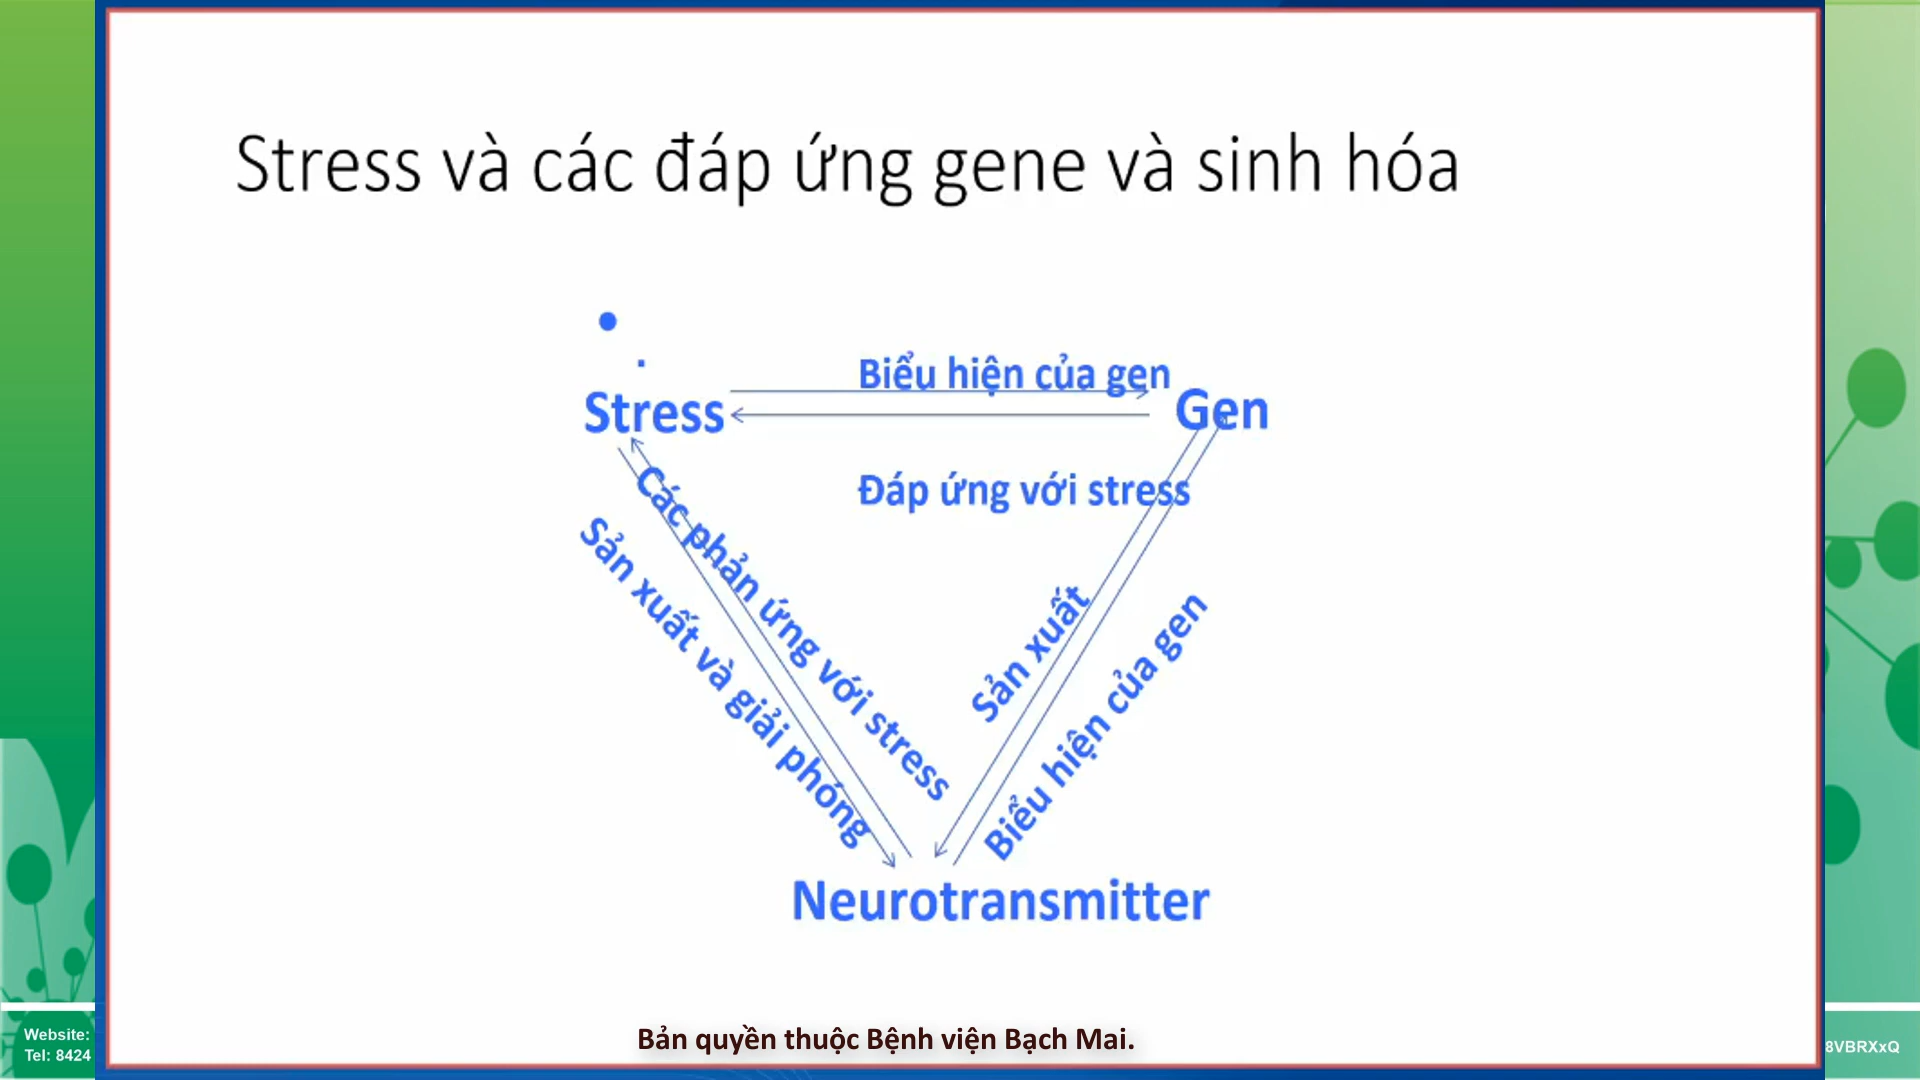 Stress và các đáp ứng gene và sinh hóa
Biểu hiện của gen
Stress
Gen
Đáp ứng với stress
Các phản ứng với stress
Sản xuất và giải phóng
Sản xuất
Biểu hiện của gen
Neurotransmitter
Bản quyền thuộc Bệnh viện Bạch Mai.
Website:
Tel: 8424
8VBRXxQ